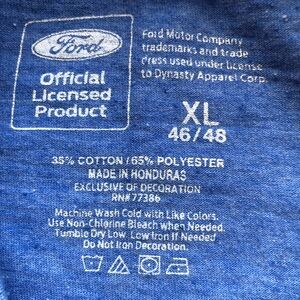 Ford
Official
Licensed
Product
Ford Motor Company
trademarks and trade
dress used under license
to Dynasty Apparel Corp.
XL
46/48
35% COTTON / 65% POLYESTER
MADE IN HONDURAS
EXCLUSIVE OF DECORATION
RN#77386
Machine Wash Cold with Like Colors.
Use Non-Chlorine Bleach when Needed.
Tumble Dry Low. Low Iron if Needed
Do Not Iron Decoration.